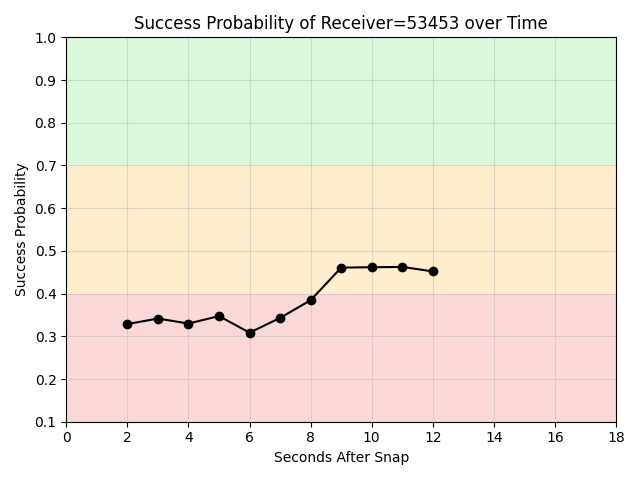 Success Probability of Receiver=53453 over Time
1.0
0.9
0.8
0.7
0.6
0.5
0.4
0.3
0.2
0.1
Success Probability
0 2 4 6 8 10 12 14 16 18
Seconds After Snap